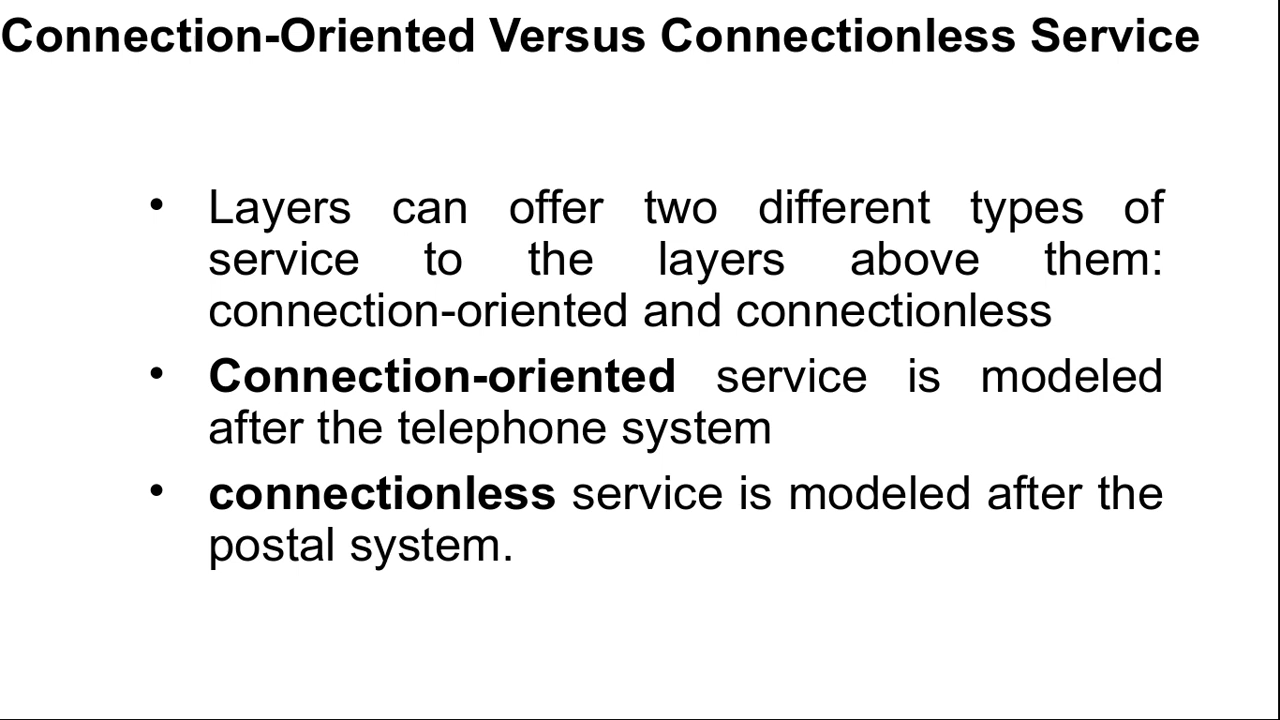 Connection-Oriented Versus Connectionless Service
• Layers can offer two different types of
service to the layers above them:
connection-oriented and connectionless
• Connection-oriented service is modeled
after the telephone system
• connectionless service is modeled after the
postal system.